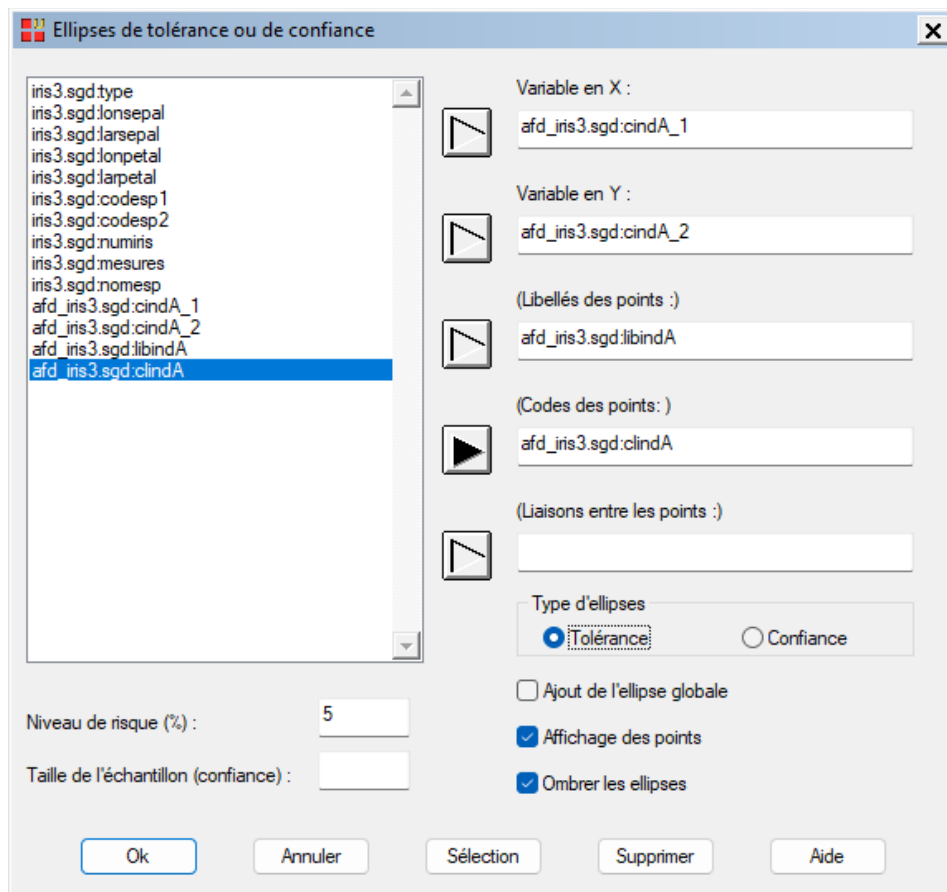 Ellipses de tolérance ou de confiance
iris3.sgd:type
iris3.sgd:lonsepal
iris3.sgd:larsepal
iris3.sgd:lonpetal
iris3.sgd:larpetal
iris3.sgd:codesp1
iris3.sgd:codesp2
iris3.sgd:numiris
iris3.sgd:mesures
iris3.sgd:nomesp
afd_iris3.sgd:cindA_1
afd_iris3.sgd:cindA_2
afd_iris3.sgd:libindA
afd_iris3.sgd:clindA
Variable en X :
afd_iris3.sgd:cindA_1
Variable en Y :
afd_iris3.sgd:cindA_2
(Libellés des points :)
afd_iris3.sgd:libindA
(Codes des points: )
afd_iris3.sgd:clindA
(Liaisons entre les points :)
Type d'ellipses
Tolérance Confiance
Ajout de l'ellipse globale
Affichage des points
Ombrer les ellipses
Niveau de risque (%) : 5
Taille de l'échantillon (confiance) :
Ok Annuler Sélection Supprimer Aide